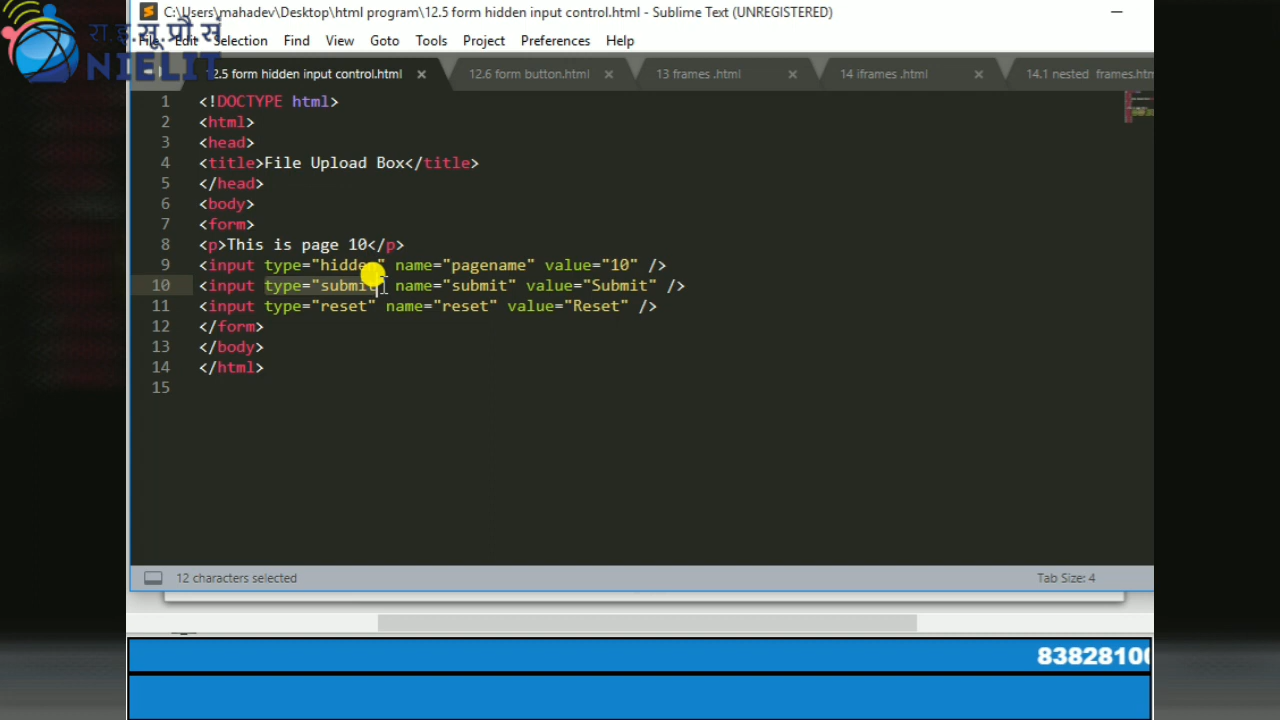 C:\Users\mahadev\Desktop\html program\12.5 form hidden input control.html - Sublime Text (UNREGISTERED)
रा.इ.सू.प्रौ.सं
NIELIT
File Edit Selection Find View Goto Tools Project Preferences Help
12.5 form hidden input control.html × 12.6 form button.html × 13 frames .html × 14 iframes .html × 14.1 nested frames.htm
1 <!DOCTYPE html>
2 <html>
3 <head>
4 <title>File Upload Box</title>
5 </head>
6 <body>
7 <form>
8 <p>This is page 10</p>
9 <input type="hidden" name="pagename" value="10" />
10 <input type="submit" name="submit" value="Submit" />
11 <input type="reset" name="reset" value="Reset" />
12 </form>
13 </body>
14 </html>
15
12 characters selected Tab Size: 4
8382810